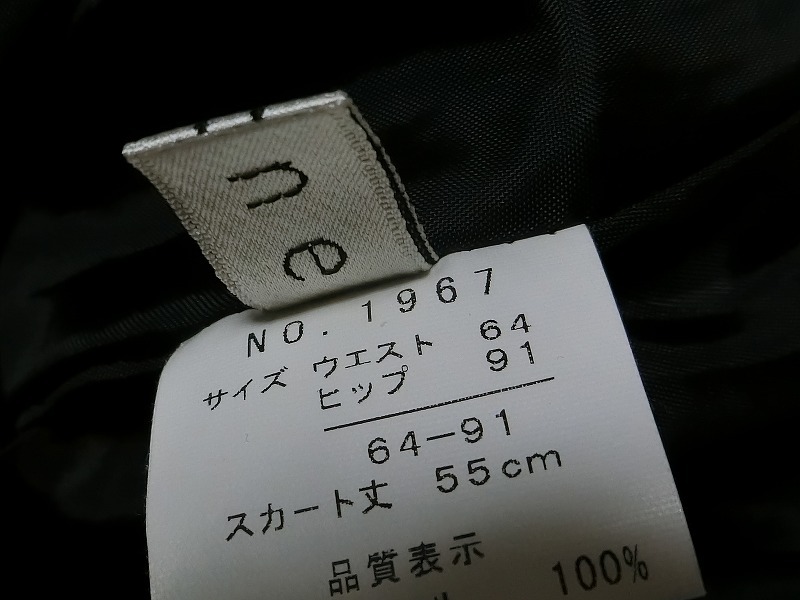 ne
NO. 1967
サイズ ウエスト 64
ヒップ 91
64-91
スカート丈 55cm
品質表示
100%